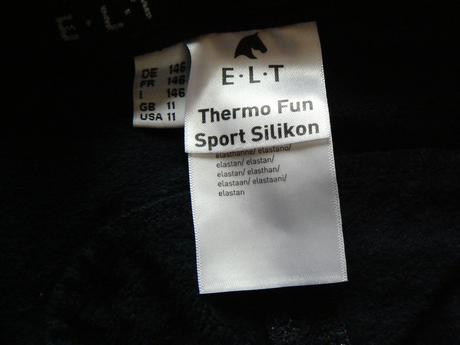 E·L·T
DE 146
FR 146
I 146
GB 11
USA 11
E·L·T
Thermo Fun
Sport Silikon
elasthanne/ elastano/
elastan/ elastan/
elastan/ elasthan/
elastaan/ elastaani/
elastan